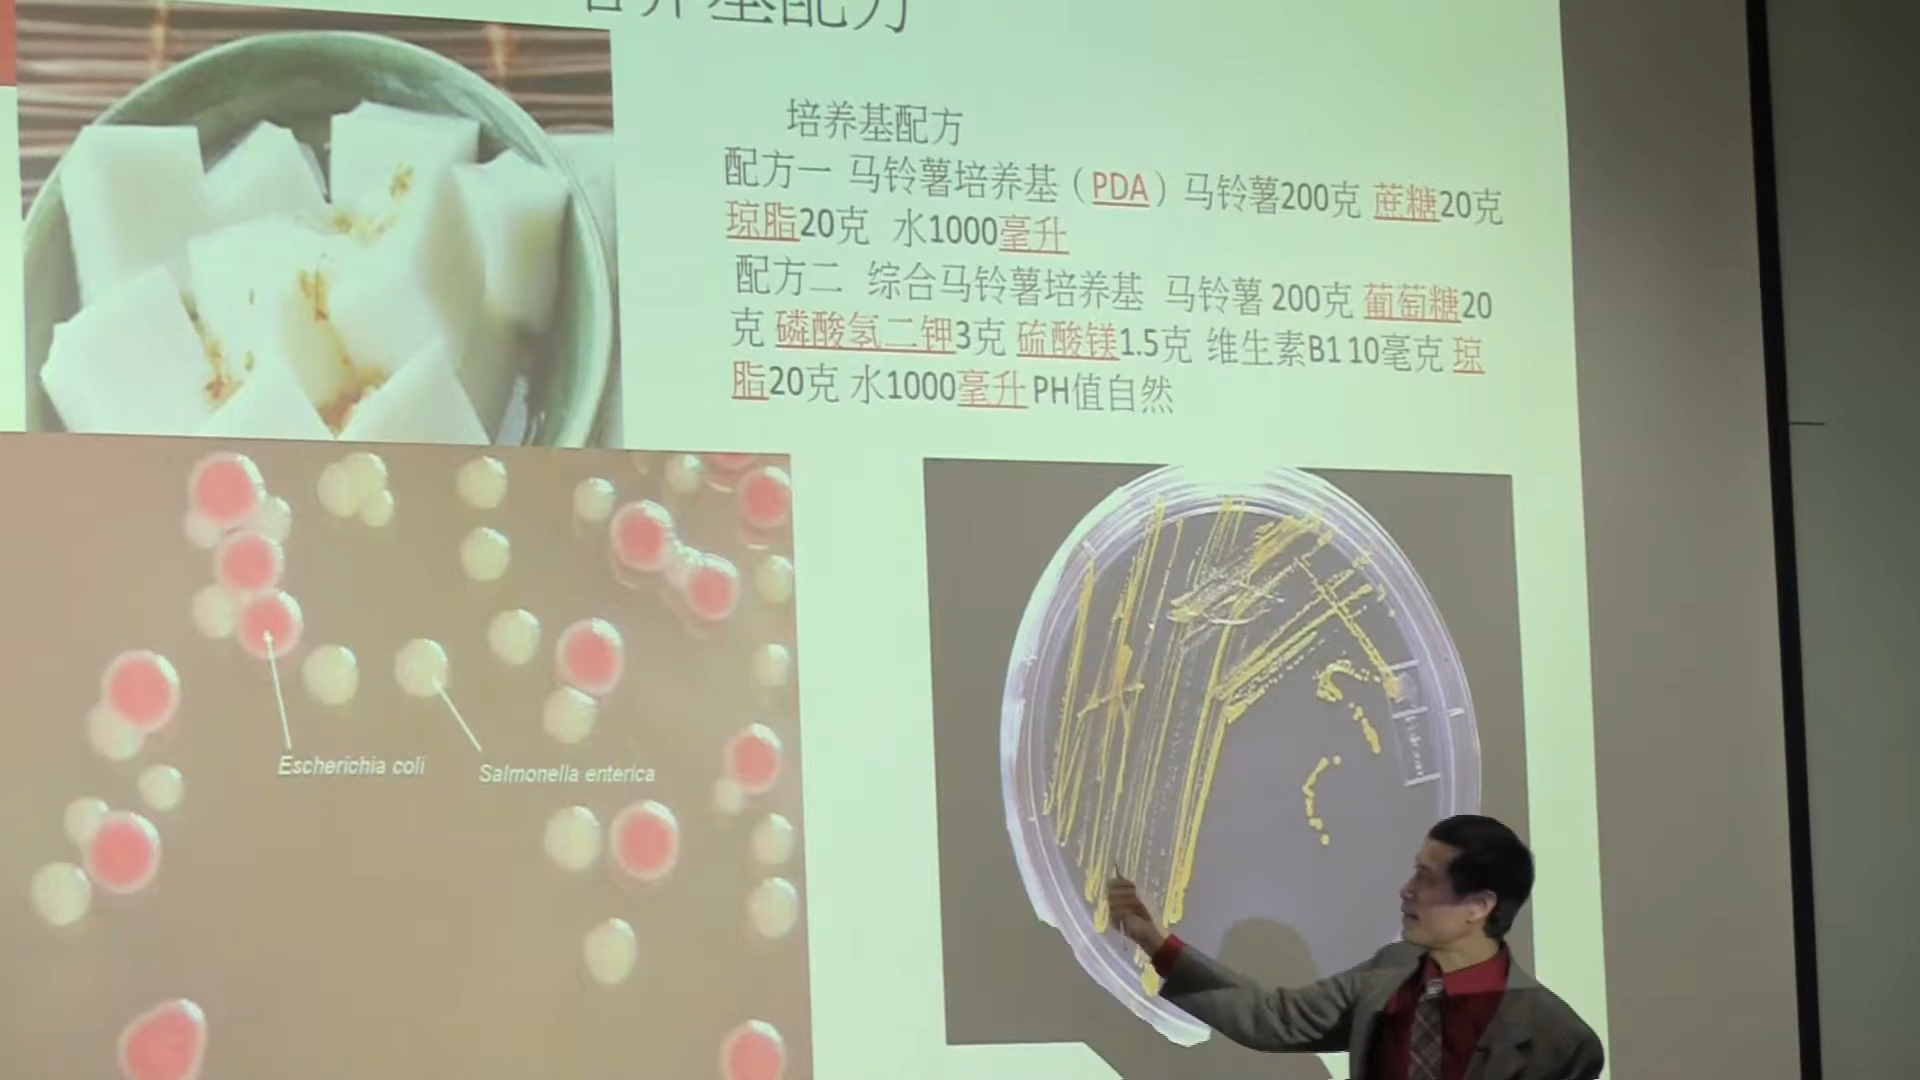 培养基配方
培养基配方
配方一 马铃薯培养基（PDA）马铃薯200克 蔗糖20克
琼脂20克 水1000毫升
配方二 综合马铃薯培养基 马铃薯 200克 葡萄糖20
克 磷酸氢二钾3克 硫酸镁1.5克 维生素B1 10毫克 琼
脂20克 水1000毫升 PH值自然
Escherichia coli
Salmonella enterica